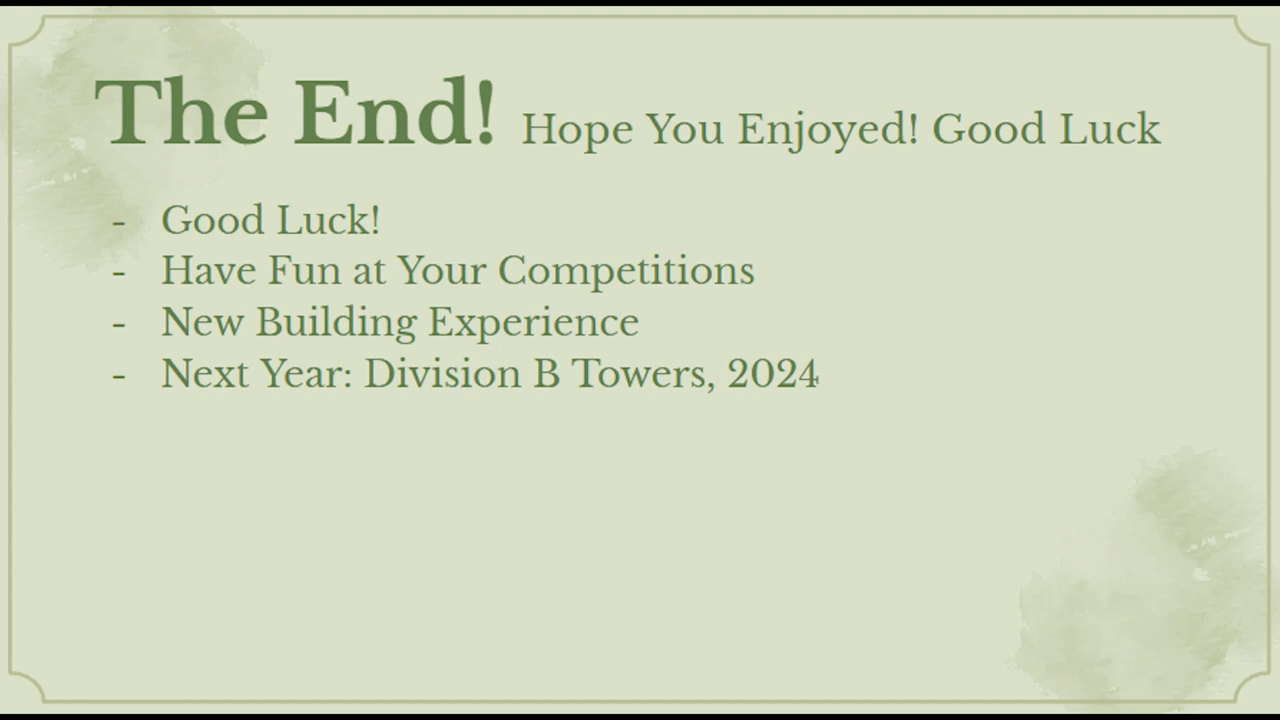 The End! Hope You Enjoyed! Good Luck
- Good Luck!
- Have Fun at Your Competitions
- New Building Experience
- Next Year: Division B Towers, 2024